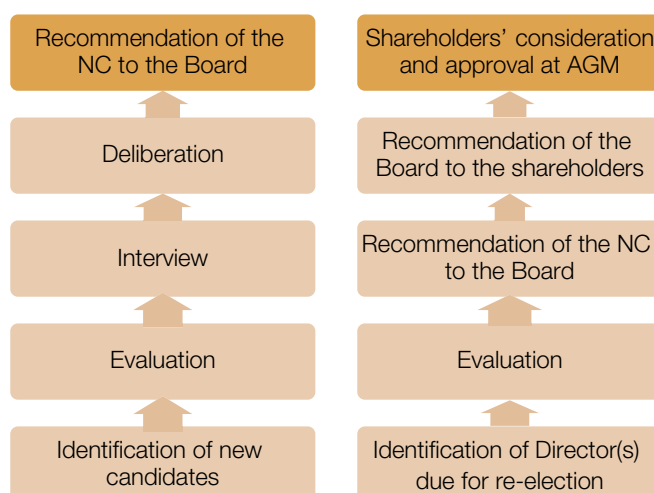 Recommendation of the
NC to the Board
Deliberation
Interview
Evaluation
Identification of new
candidates
Shareholders’ consideration
and approval at AGM
Recommendation of the
Board to the shareholders
Recommendation of the NC
to the Board
Evaluation
Identification of Director(s)
due for re-election